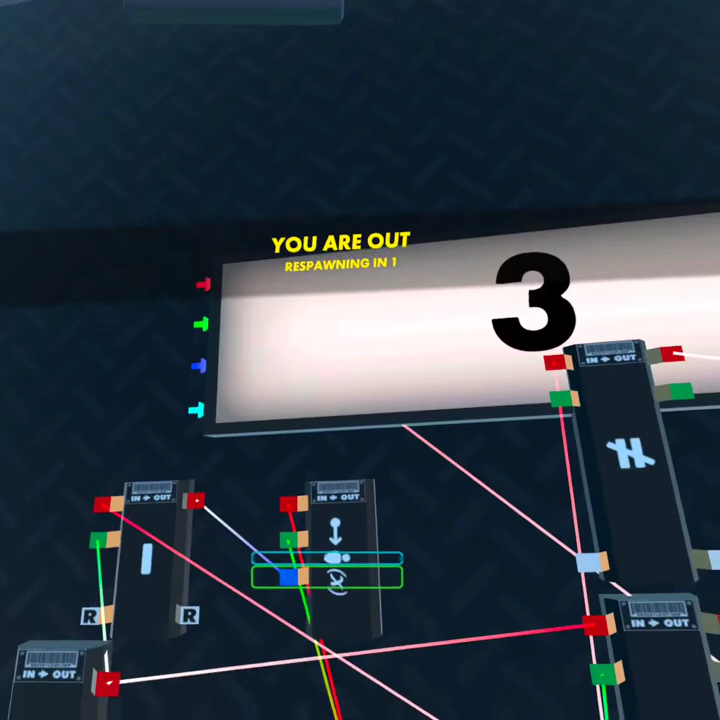 YOU ARE OUT
RESPAWNING IN 1
3
IN → OUT
IN → OUT
IN → OUT
(x)
R
R
IN → OUT
IN → OUT